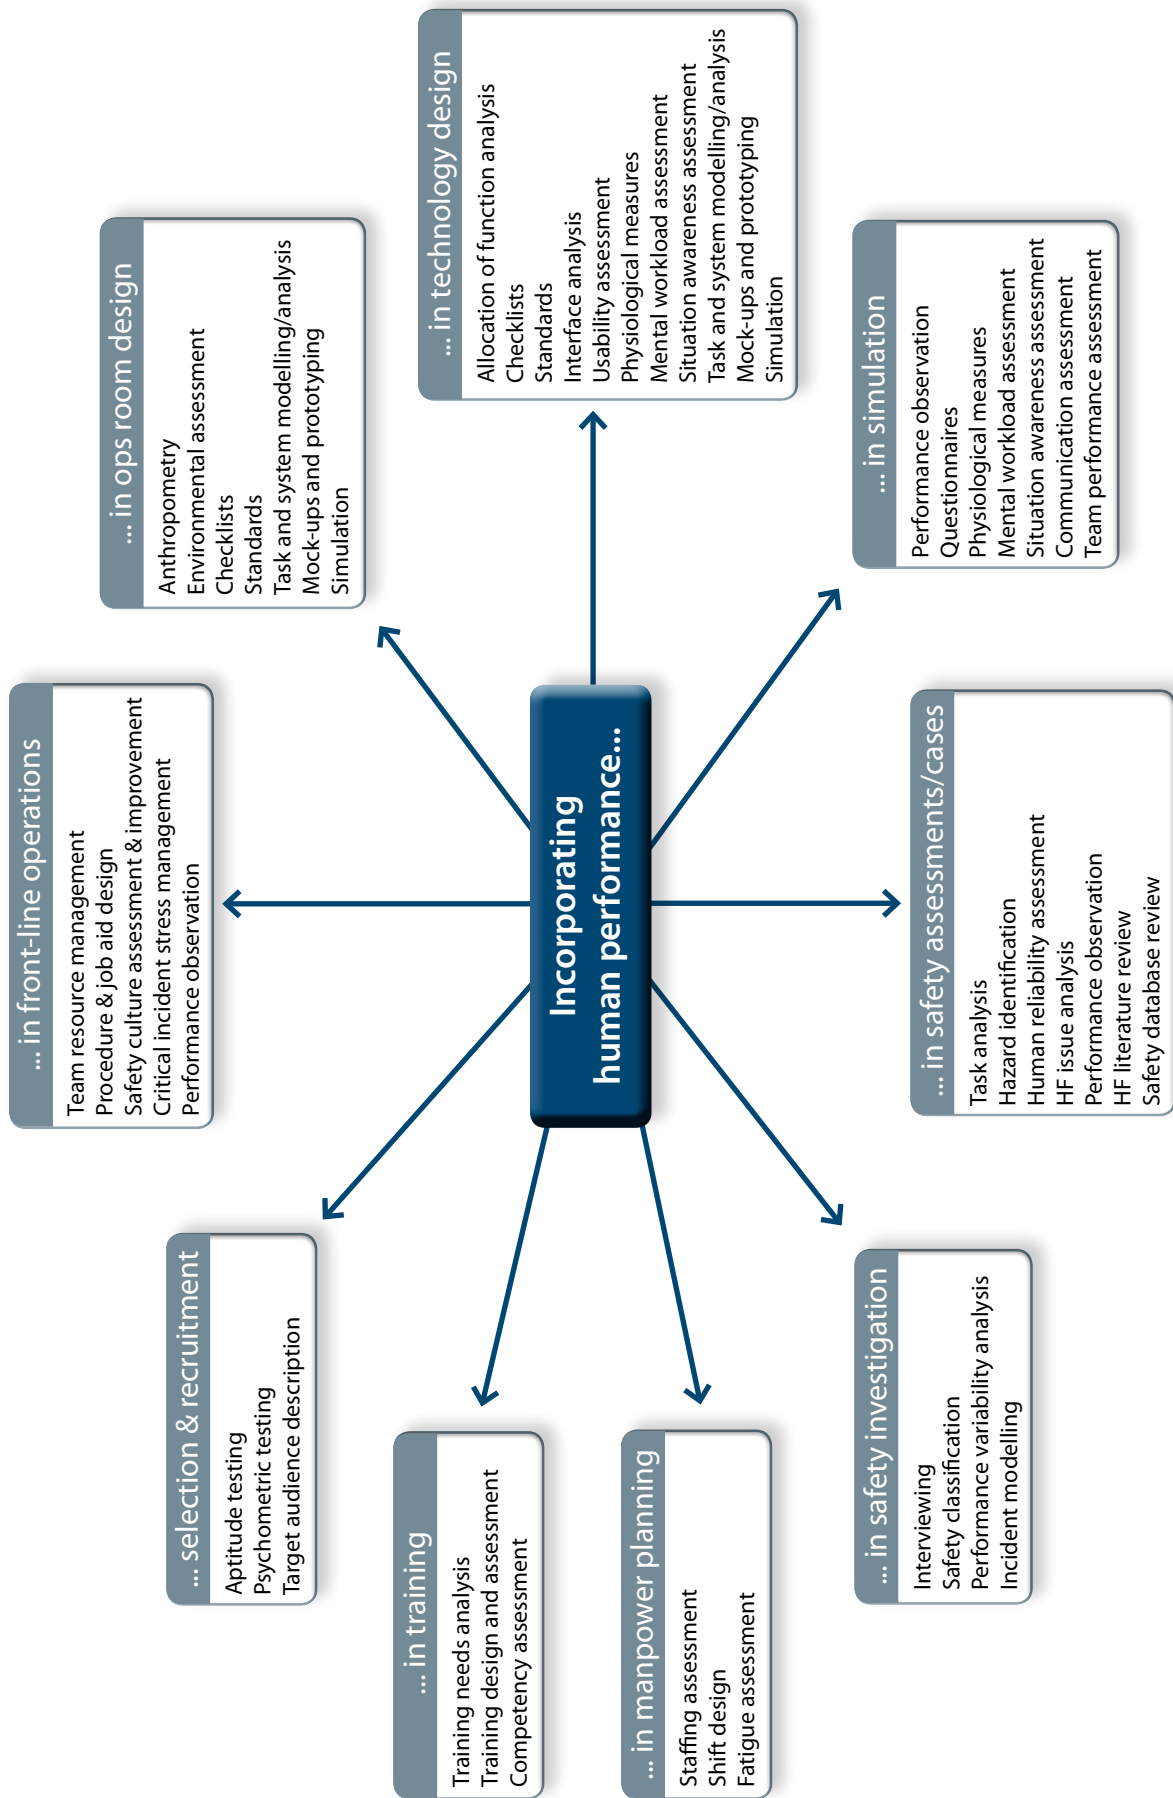 Incorporating
human performance...
... selection & recruitment
Aptitude testing
Psychometric testing
Target audience description
... in front-line operations
Team resource management
Procedure & job aid design
Safety culture assessment & improvement
Critical incident stress management
Performance observation
... in ops room design
Anthropometry
Environmental assessment
Checklists
Standards
Task and system modelling/analysis
Mock-ups and prototyping
Simulation
... in technology design
Allocation of function analysis
Checklists
Standards
Interface analysis
Usability assessment
Physiological measures
Mental workload assessment
Situation awareness assessment
Task and system modelling/analysis
Mock-ups and prototyping
Simulation
... in simulation
Performance observation
Questionnaires
Physiological measures
Mental workload assessment
Situation awareness assessment
Communication assessment
Team performance assessment
... in safety assessments/cases
Task analysis
Hazard identification
Human reliability assessment
HF issue analysis
Performance observation
HF literature review
Safety database review
... in safety investigation
Interviewing
Safety classification
Performance variability analysis
Incident modelling
... in manpower planning
Staffing assessment
Shift design
Fatigue assessment
... in training
Training needs analysis
Training design and assessment
Competency assessment